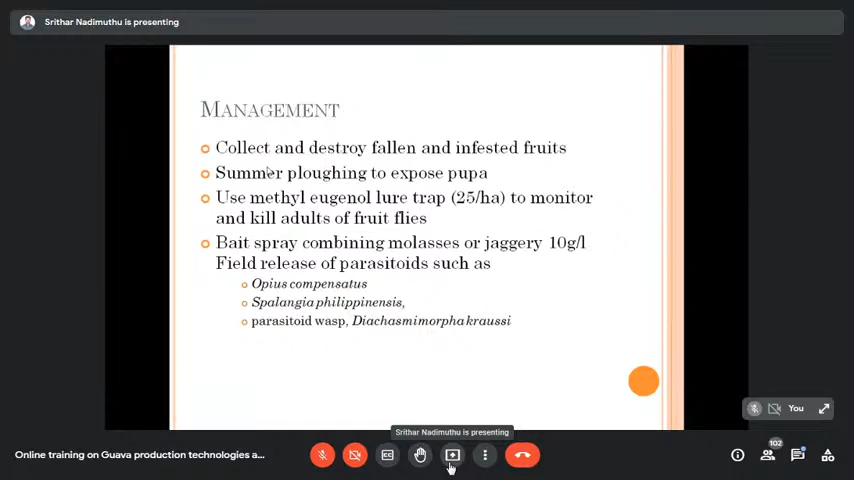 Srithar Nadimuthu is presenting
MANAGEMENT
Collect and destroy fallen and infested fruits
Summer ploughing to expose pupa
Use methyl eugenol lure trap (25/ha) to monitor
and kill adults of fruit flies
Bait spray combining molasses or jaggery 10g/l
Field release of parasitoids such as
Opius compensatus
Spalangia philippinensis,
parasitoid wasp, Diachasmimorpha kraussi
You
Srithar Nadimuthu is presenting
102
Online training on Guava production technologies a...
CC